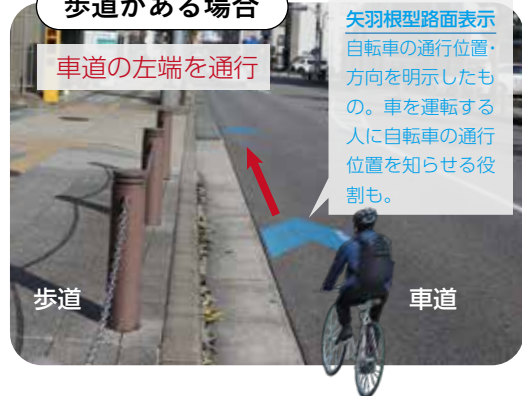 歩道がある場合
車道の左端を通行
矢羽根型路面表示
自転車の通行位置・
方向を明示したも
の。車を運転する
人に自転車の通行
位置を知らせる役
割も。
歩道
車道